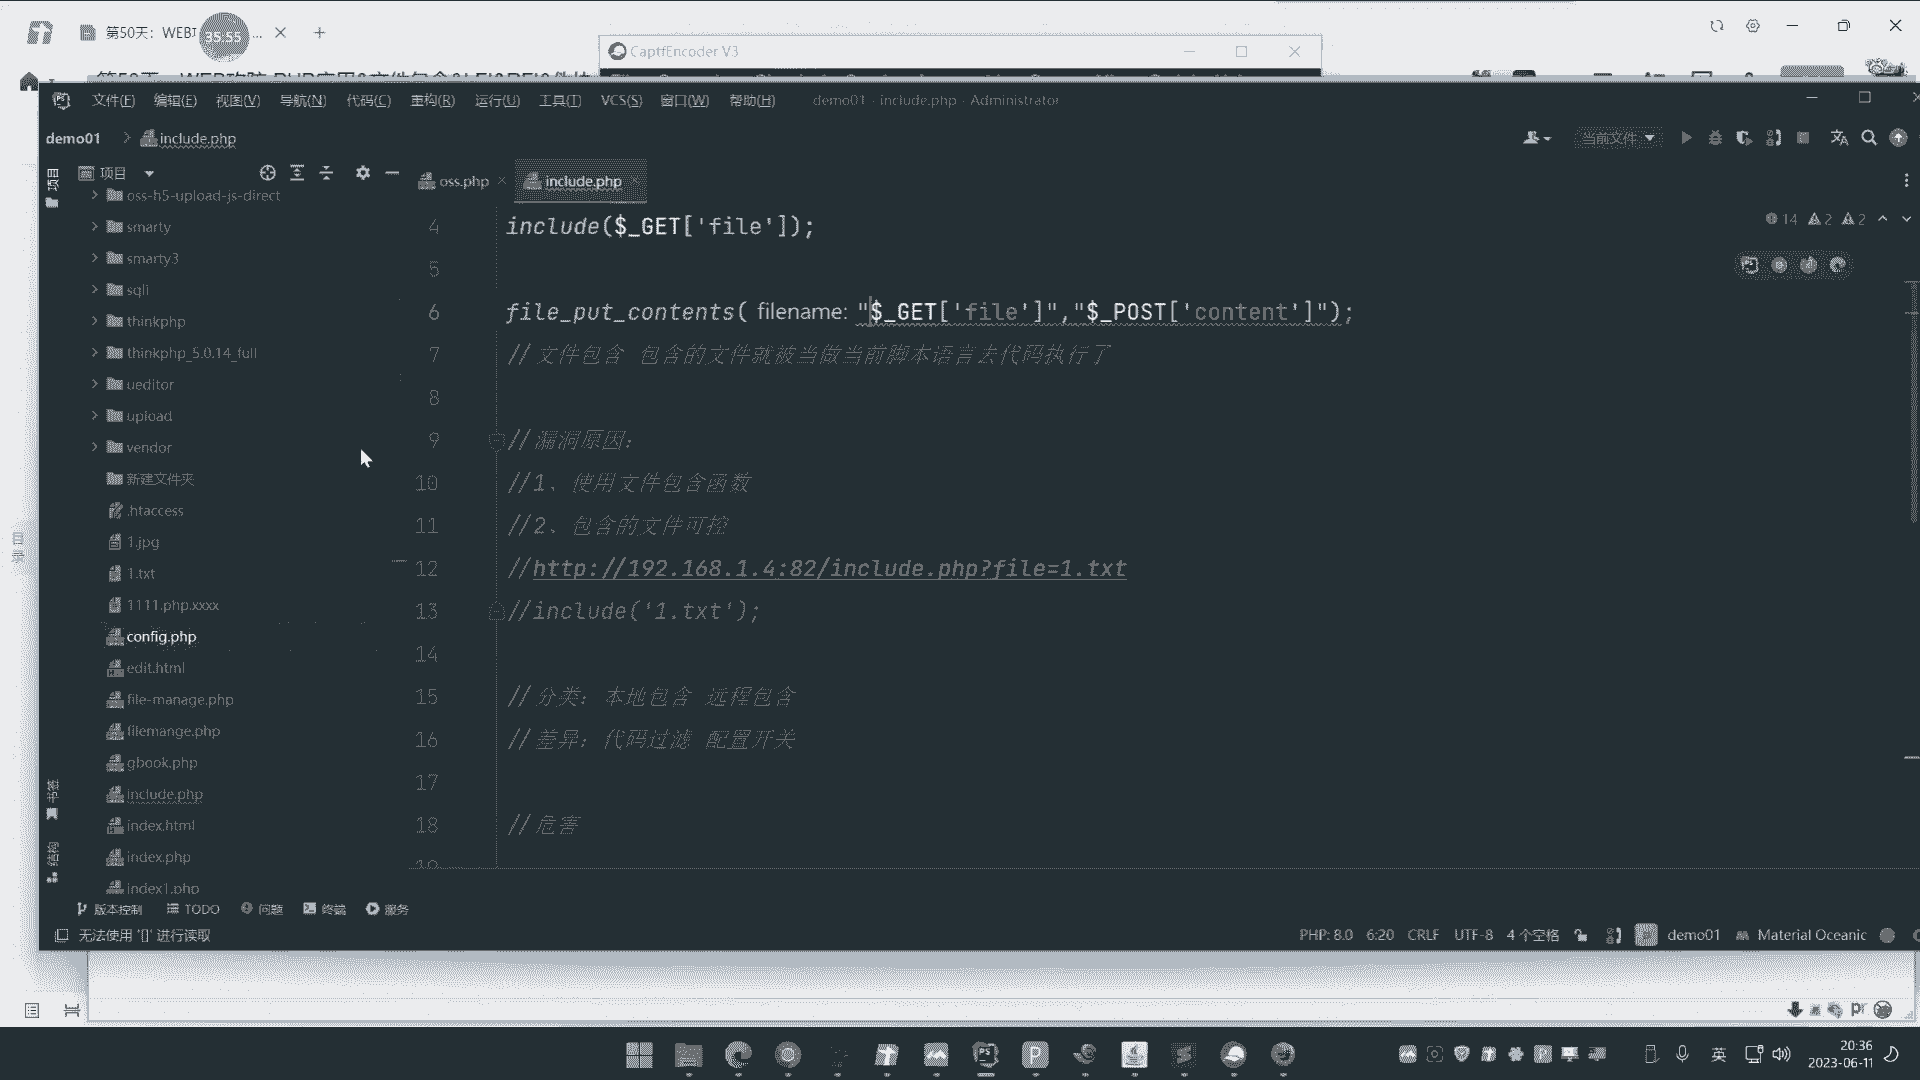 第50天：WEB
35:55
...
CaptfEncoder V3
文件(F) 编辑(E) 视图(V) 导航(N) 代码(C) 重构(R) 运行(U) 工具(T) VCS(S) 窗口(W) 帮助(H) demo01 - include.php - Administrator
demo01 include.php
当前文件
项目
项目
oss.php
include.php
oss-h5-upload-js-direct
smarty
smarty3
sqli
thinkphp
thinkphp_5.0.14_full
ueditor
upload
vendor
新建文件夹
.htaccess
1.jpg
1.txt
1111.php.xxxx
config.php
edit.html
file-manage.php
filemange.php
gbook.php
include.php
index.html
index.php
index1.php
书签
结构
14 2 2
4 include($_GET['file']);
5
6 file_put_contents( filename: "$_GET['file']","$_POST['content']");
7 //文件包含 包含的文件就被当做当前脚本语言去代码执行了
8
9 //漏洞原因：
10 //1、使用文件包含函数
11 //2、包含的文件可控
12 //http://192.168.1.4:82/include.php?file=1.txt
13 //include('1.txt');
14
15 //分类：本地包含 远程包含
16 //差异：代码过滤 配置开关
17
18 //危害
19
版本控制 TODO 问题 终端 服务
无法使用 '[]' 进行读取
PHP: 8.0 6:20 CRLF UTF-8 4 个空格 demo01 Material Oceanic
目录
英
20:36
2023-06-11